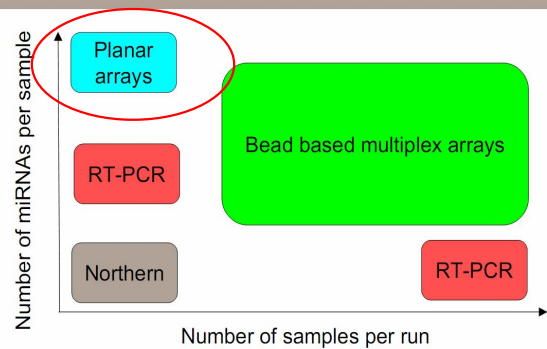 Number of miRNAs per sample
Planar
arrays
Bead based multiplex arrays
RT-PCR
Northern
RT-PCR
Number of samples per run